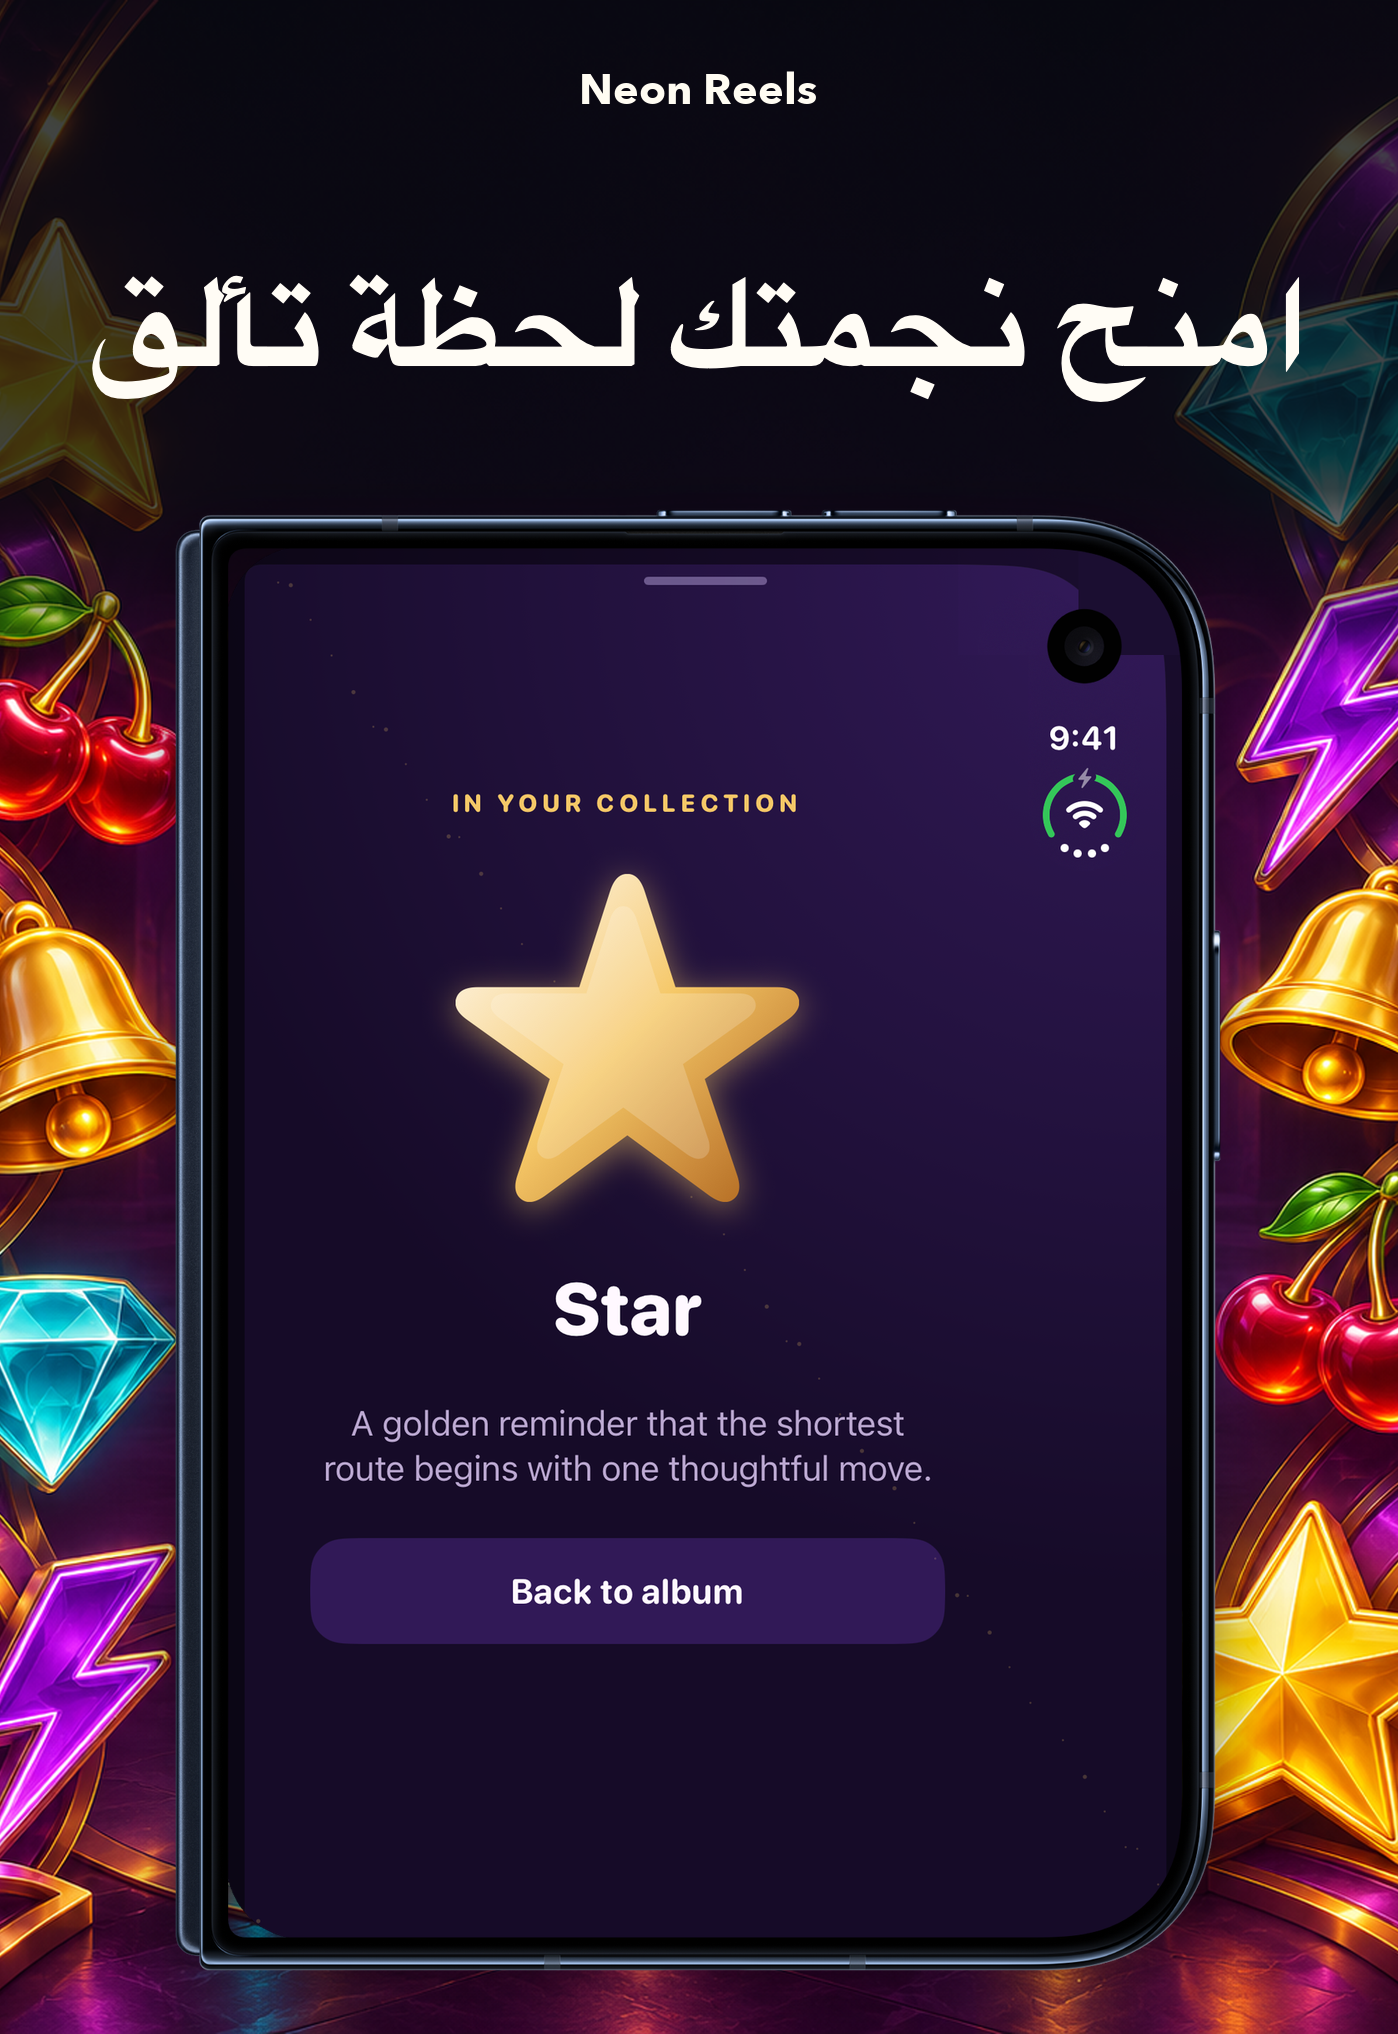 Neon Reels
امنح نجمتك لحظة تألق
9:41
IN YOUR COLLECTION
Star
A golden reminder that the shortest
route begins with one thoughtful move.
Back to album